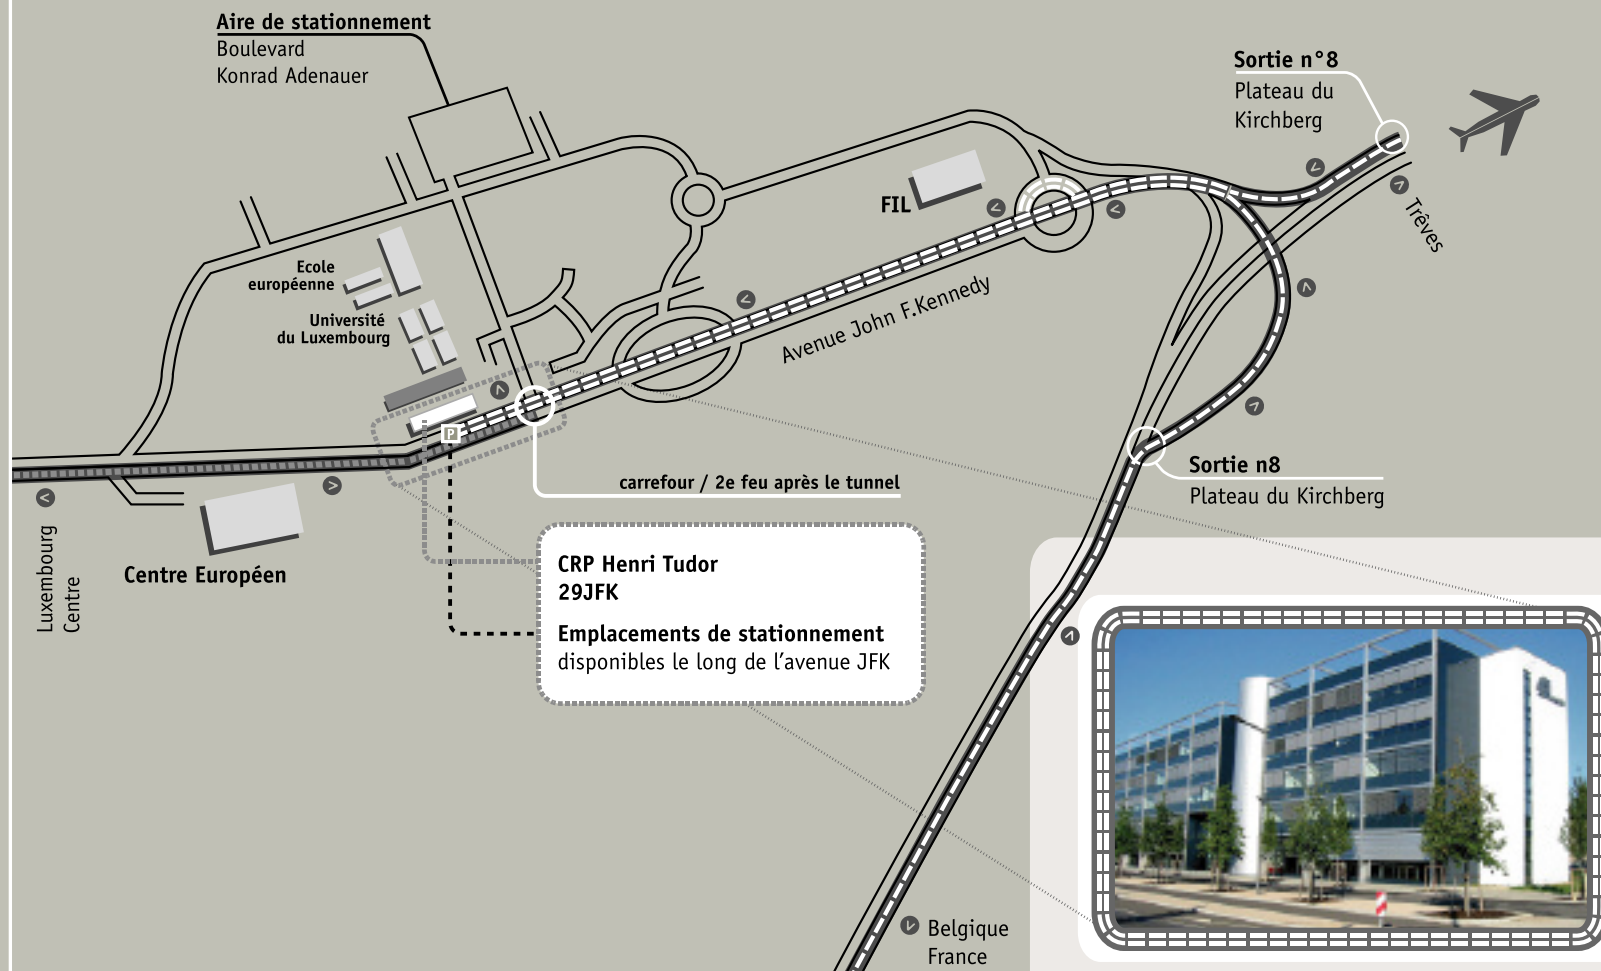 Aire de stationnement
Boulevard
Konrad Adenauer
Sortie n°8
Plateau du
Kirchberg
Trêves
FIL
Ecole
européenne
Université
du Luxembourg
Avenue John F.Kennedy
P
Sortie n8
Plateau du Kirchberg
carrefour / 2e feu après le tunnel
Luxembourg
Centre
Centre Européen
CRP Henri Tudor
29JFK
Emplacements de stationnement
disponibles le long de l'avenue JFK
Belgique
France